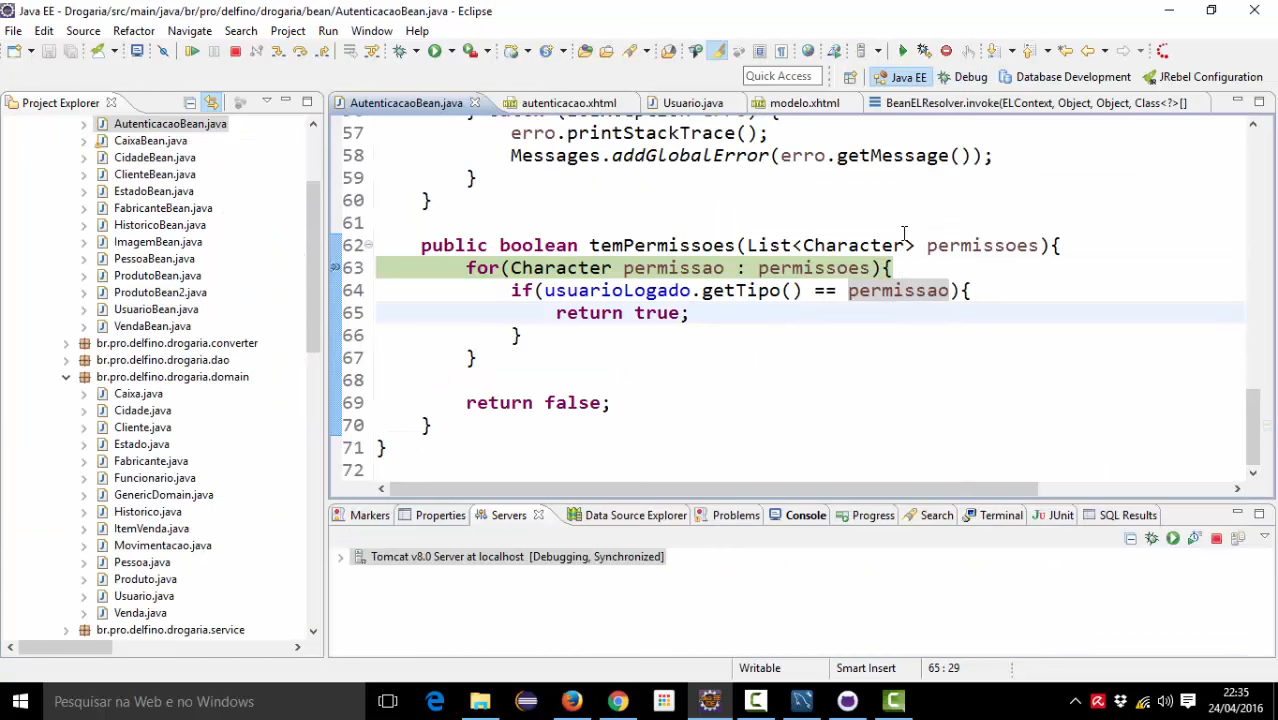 Java EE - Drogaria/src/main/java/br/pro/delfino/drogaria/bean/AutenticacaoBean.java - Eclipse
File Edit Source Refactor Navigate Search Project Run Window Help
Quick Access Java EE Debug Database Development JRebel Configuration
Project Explorer
AutenticacaoBean.java
CaixaBean.java
CidadeBean.java
ClienteBean.java
EstadoBean.java
FabricanteBean.java
HistoricoBean.java
ImagemBean.java
PessoaBean.java
ProdutoBean.java
ProdutoBean2.java
UsuarioBean.java
VendaBean.java
br.pro.delfino.drogaria.converter
br.pro.delfino.drogaria.dao
br.pro.delfino.drogaria.domain
Caixa.java
Cidade.java
Cliente.java
Estado.java
Fabricante.java
Funcionario.java
GenericDomain.java
Historico.java
ItemVenda.java
Movimentacao.java
Pessoa.java
Produto.java
Usuario.java
Venda.java
br.pro.delfino.drogaria.service
AutenticacaoBean.java autenticacao.xhtml Usuario.java modelo.xhtml BeanELResolver.invoke(ELContext, Object, Object, Class<?>[]
57 erro.printStackTrace();
58 Messages.addGlobalError(erro.getMessage());
59 }
60 }
61
62 public boolean temPermissoes(List<Character> permissoes){
63 for(Character permissao : permissoes){
64 if(usuarioLogado.getTipo() == permissao){
65 return true;
66 }
67 }
68
69 return false;
70 }
71 }
72
Markers Properties Servers Data Source Explorer Problems Console Progress Search Terminal JUnit SQL Results
Tomcat v8.0 Server at localhost [Debugging, Synchronized]
Writable Smart Insert 65 : 29
Pesquisar na Web e no Windows
22:35
24/04/2016